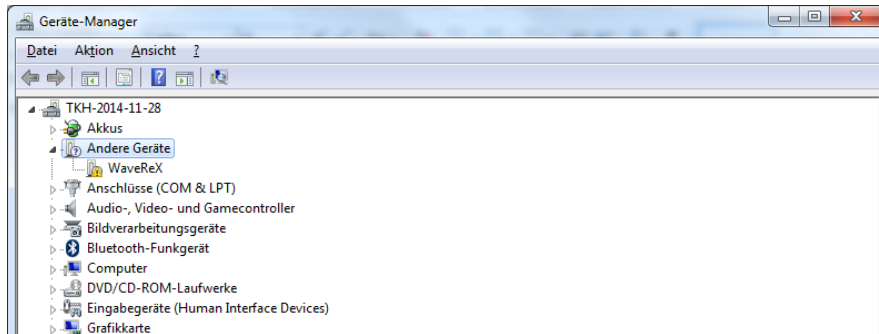 Geräte-Manager
Datei Aktion Ansicht ?
TKH-2014-11-28
Akkus
Andere Geräte
WaveReX
Anschlüsse (COM & LPT)
Audio-, Video- und Gamecontroller
Bildverarbeitungsgeräte
Bluetooth-Funkgerät
Computer
DVD/CD-ROM-Laufwerke
Eingabegeräte (Human Interface Devices)
Grafikkarte